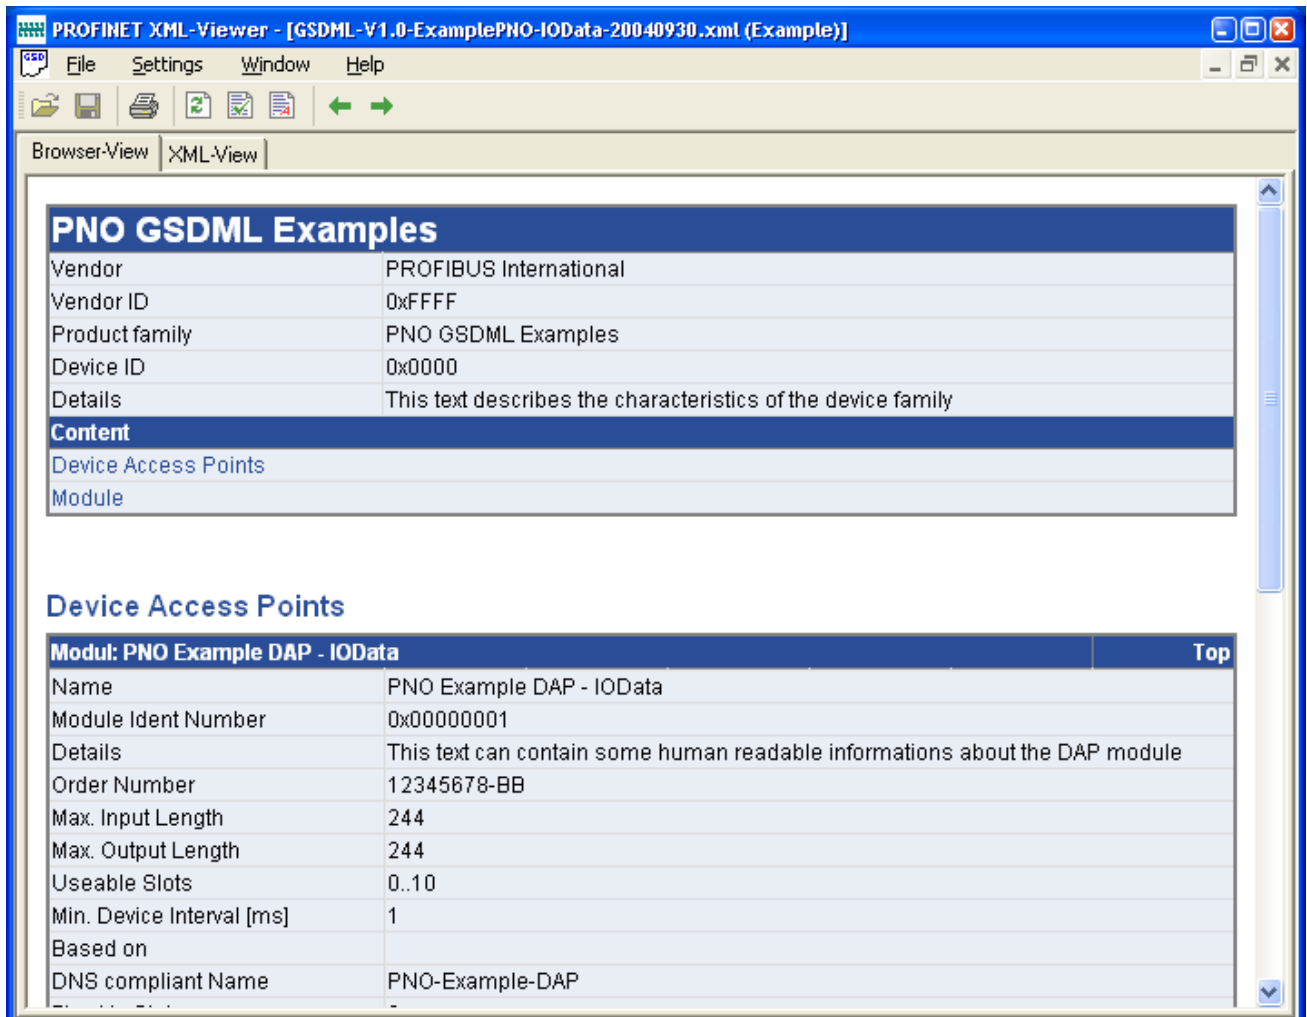 PROFINET XML-Viewer - [GSDML-V1.0-ExamplePNO-IOData-20040930.xml (Example)]
GSD File Settings Window Help
Browser-View XML-View
PNO GSDML Examples
Vendor PROFIBUS International
Vendor ID 0xFFFF
Product family PNO GSDML Examples
Device ID 0x0000
Details This text describes the characteristics of the device family
Content
Device Access Points
Module
Device Access Points
Modul: PNO Example DAP - IOData Top
Name PNO Example DAP - IOData
Module Ident Number 0x00000001
Details This text can contain some human readable informations about the DAP module
Order Number 12345678-BB
Max. Input Length 244
Max. Output Length 244
Useable Slots 0..10
Min. Device Interval [ms] 1
Based on
DNS compliant Name PNO-Example-DAP